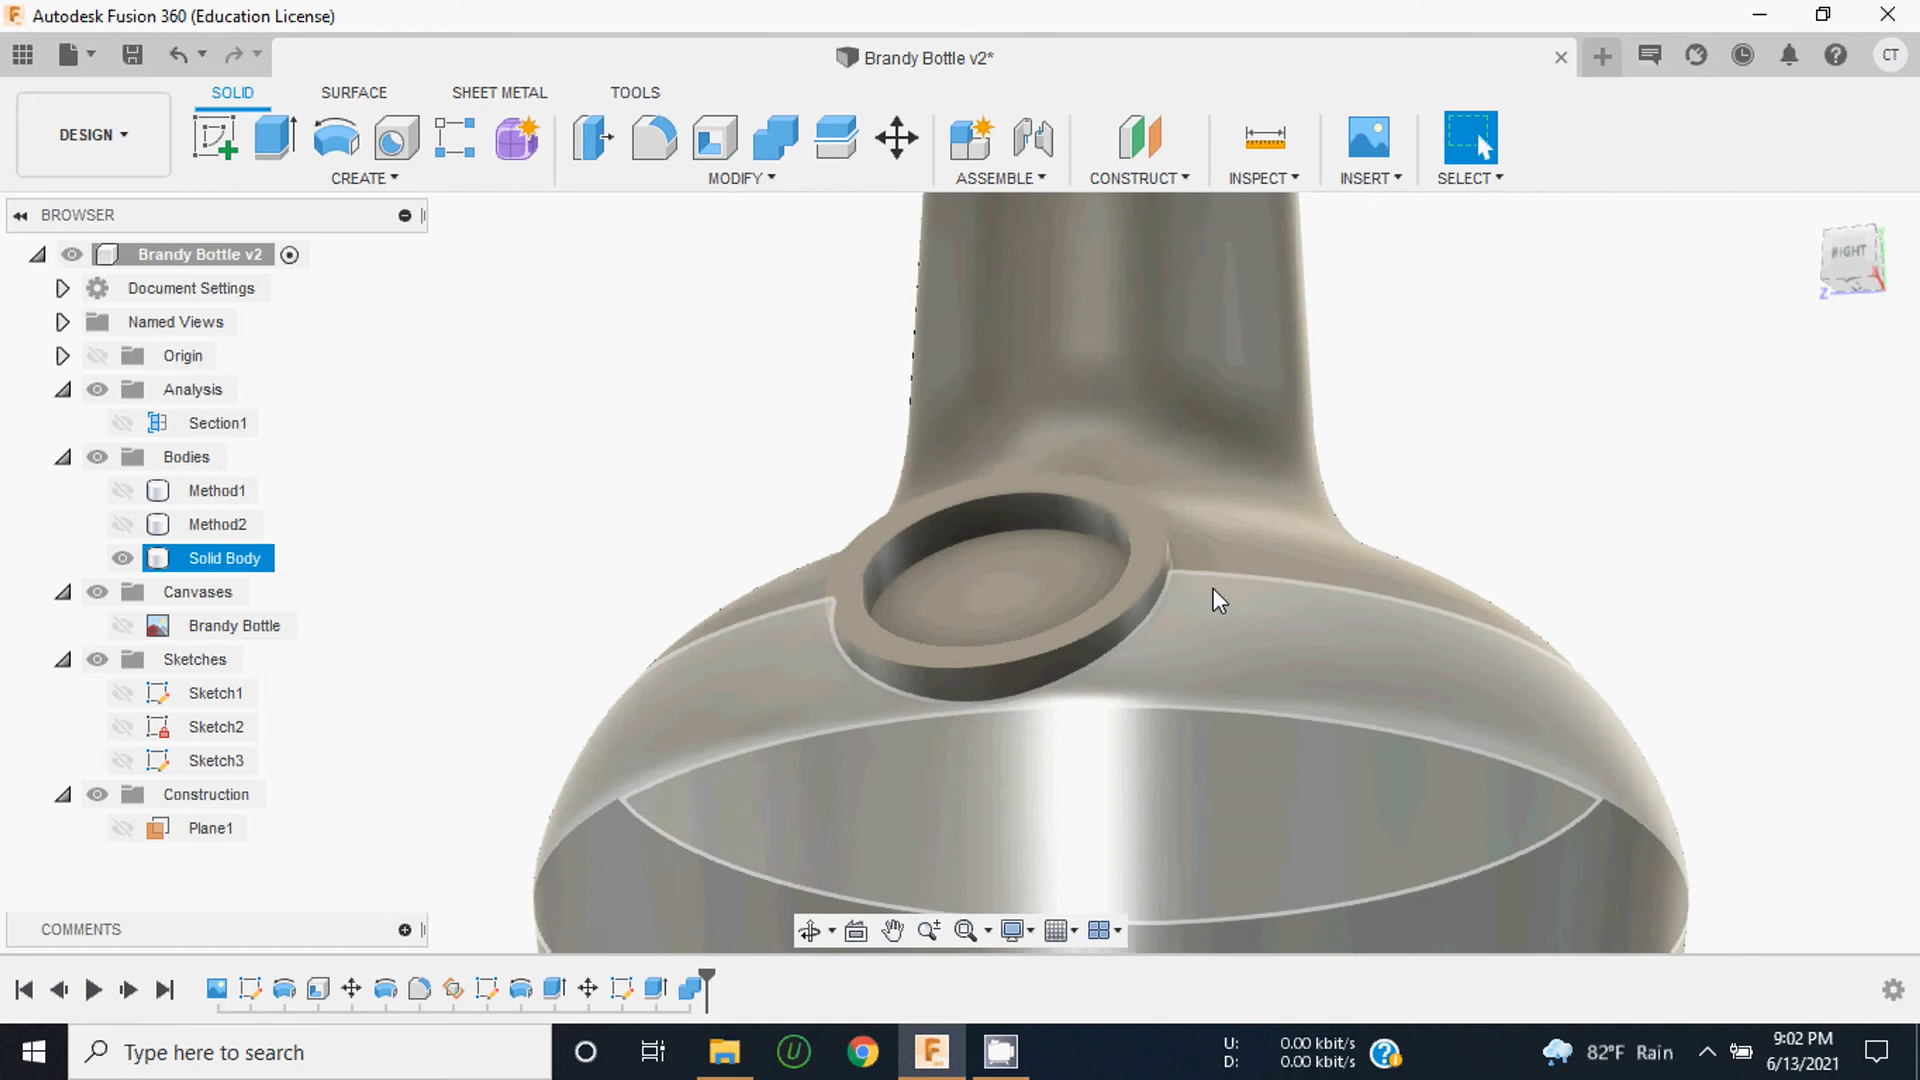 Autodesk Fusion 360 (Education License)
Brandy Bottle v2*
CT
DESIGN
SOLID
SURFACE
SHEET METAL
TOOLS
CREATE
MODIFY
ASSEMBLE
CONSTRUCT
INSPECT
INSERT
SELECT
BROWSER
Brandy Bottle v2
Document Settings
Named Views
Origin
Analysis
Section1
Bodies
Method1
Method2
Solid Body
Canvases
Brandy Bottle
Sketches
Sketch1
Sketch2
Sketch3
Construction
Plane1
RIGHT
Z
COMMENTS
Type here to search
U: 0.00 kbit/s
D: 0.00 kbit/s
82°F Rain
9:02 PM
6/13/2021